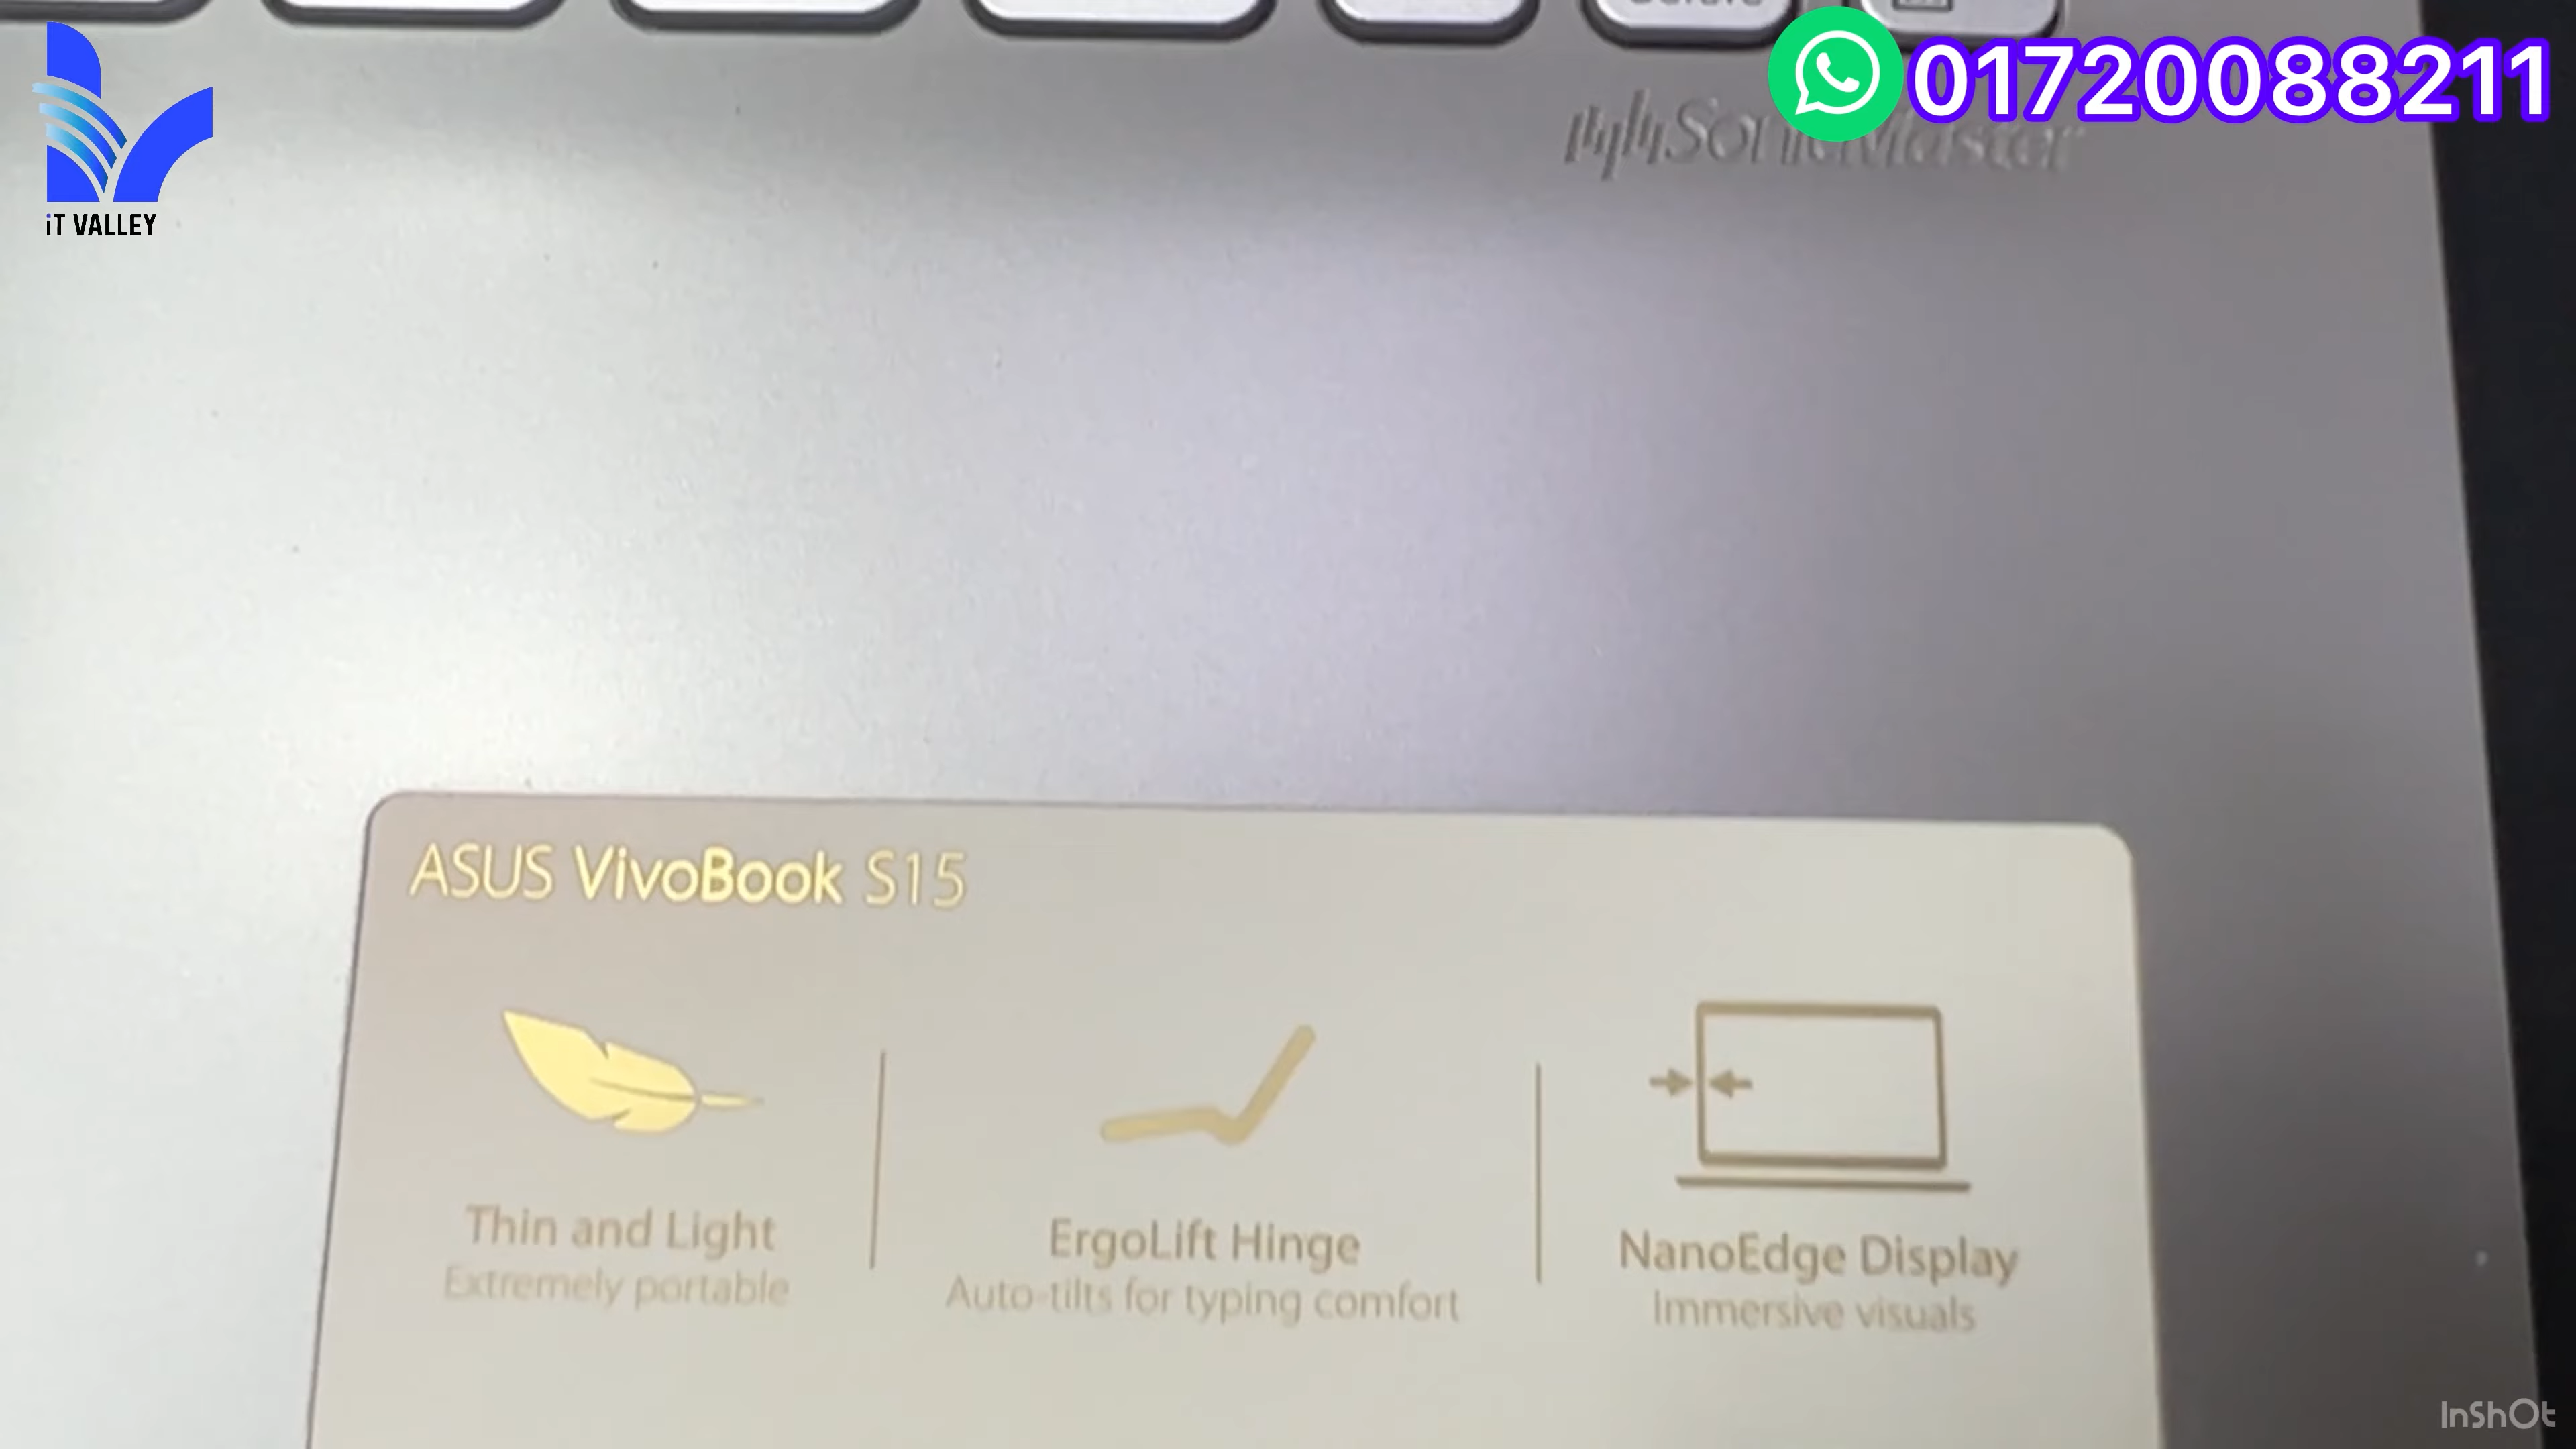 01720088211
SonicMaster
iT VALLEY
ASUS VivoBook S15
Thin and Light
Extremely portable
ErgoLift Hinge
Auto-tilts for typing comfort
NanoEdge Display
Immersive visuals
InShOt